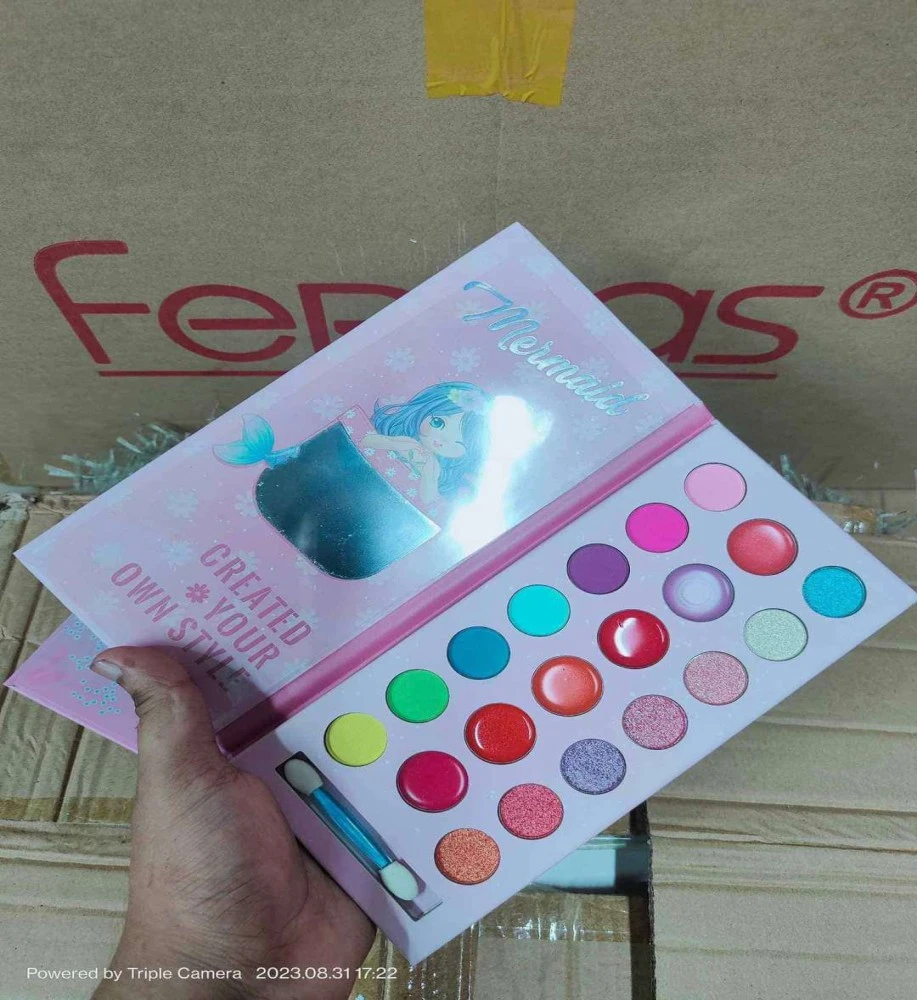 ®
Mermaid
CREATED
YOUR
OWN STYLE
Powered by Triple Camera 2023.08.31 17:22